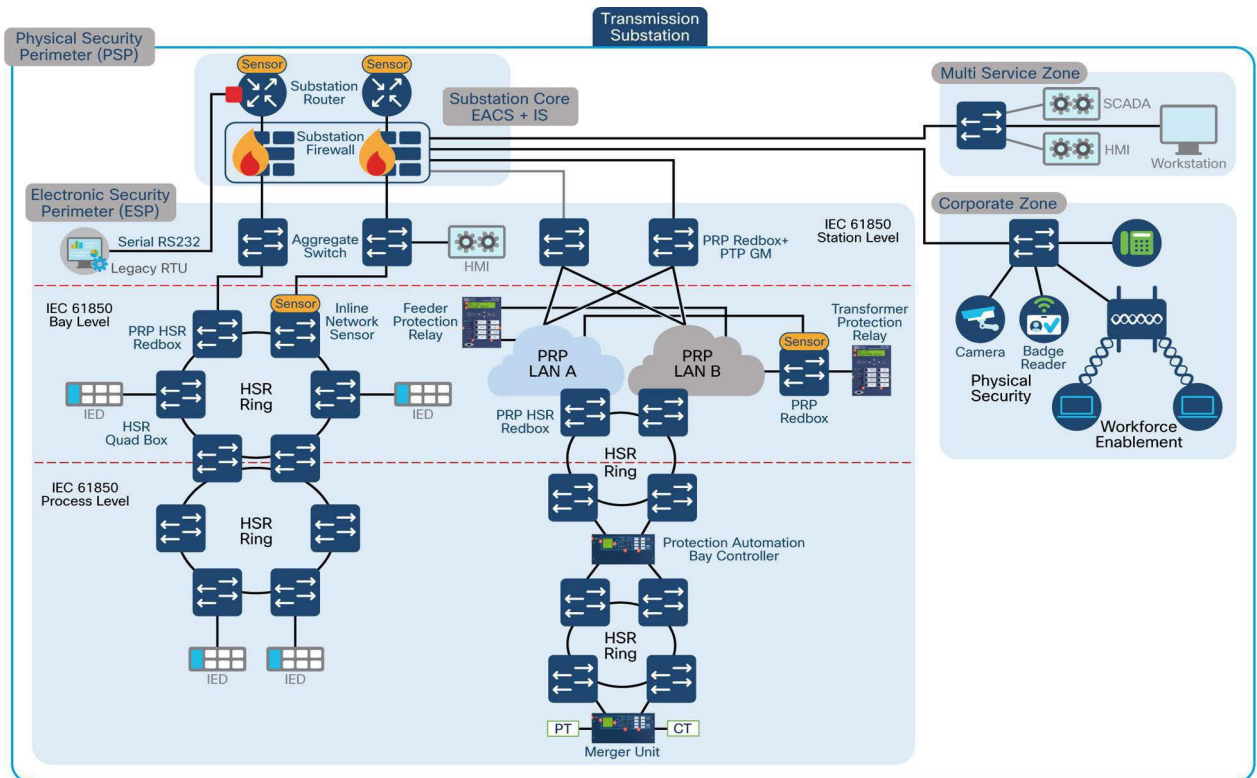 Transmission
Substation
Physical Security
Perimeter (PSP)
Sensor
Sensor
Substation
Router
Substation Core
EACS + IS
Substation
Firewall
Multi Service Zone
SCADA
HMI
Workstation
Electronic Security
Perimeter (ESP)
Serial RS232
Legacy RTU
Aggregate
Switch
HMI
PRP Redbox+
PTP GM
IEC 61850
Station Level
Corporate Zone
Camera
Badge
Reader
Physical
Security
Workforce
Enablement
IEC 61850
Bay Level
PRP HSR
Redbox
Sensor
Inline
Network
Sensor
Feeder
Protection
Relay
PRP
LAN A
PRP
LAN B
Sensor
Transformer
Protection
Relay
PRP
Redbox
IED
HSR
Ring
IED
HSR
Quad Box
PRP HSR
Redbox
HSR
Ring
IEC 61850
Process Level
HSR
Ring
Protection Automation
Bay Controller
HSR
Ring
IED
IED
PT
CT
Merger Unit